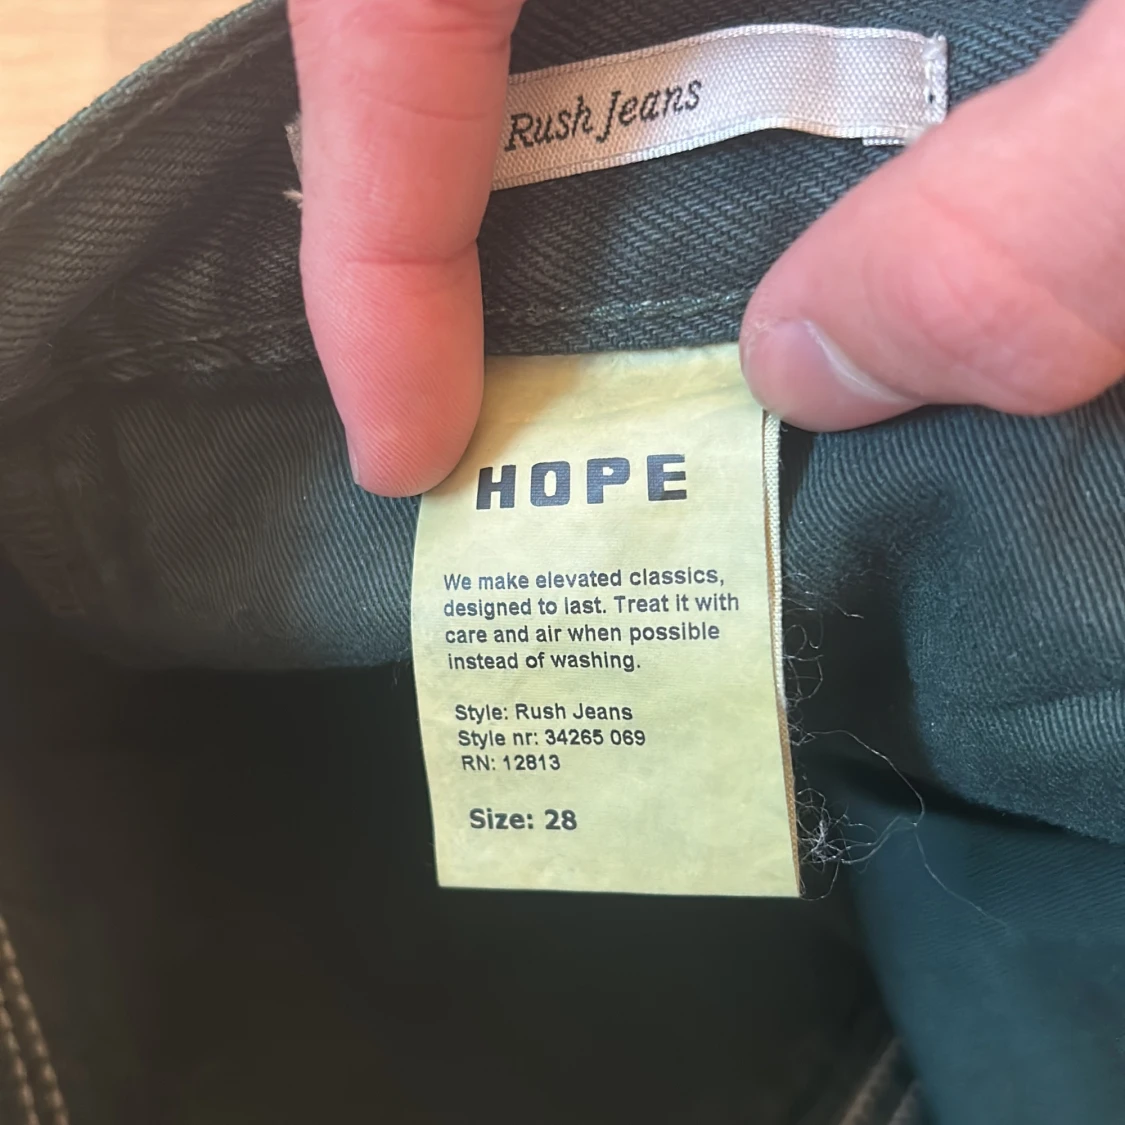 Rush Jeans
HOPE
We make elevated classics,
designed to last. Treat it with
care and air when possible
instead of washing.
Style: Rush Jeans
Style nr: 34265 069
RN: 12813
Size: 28